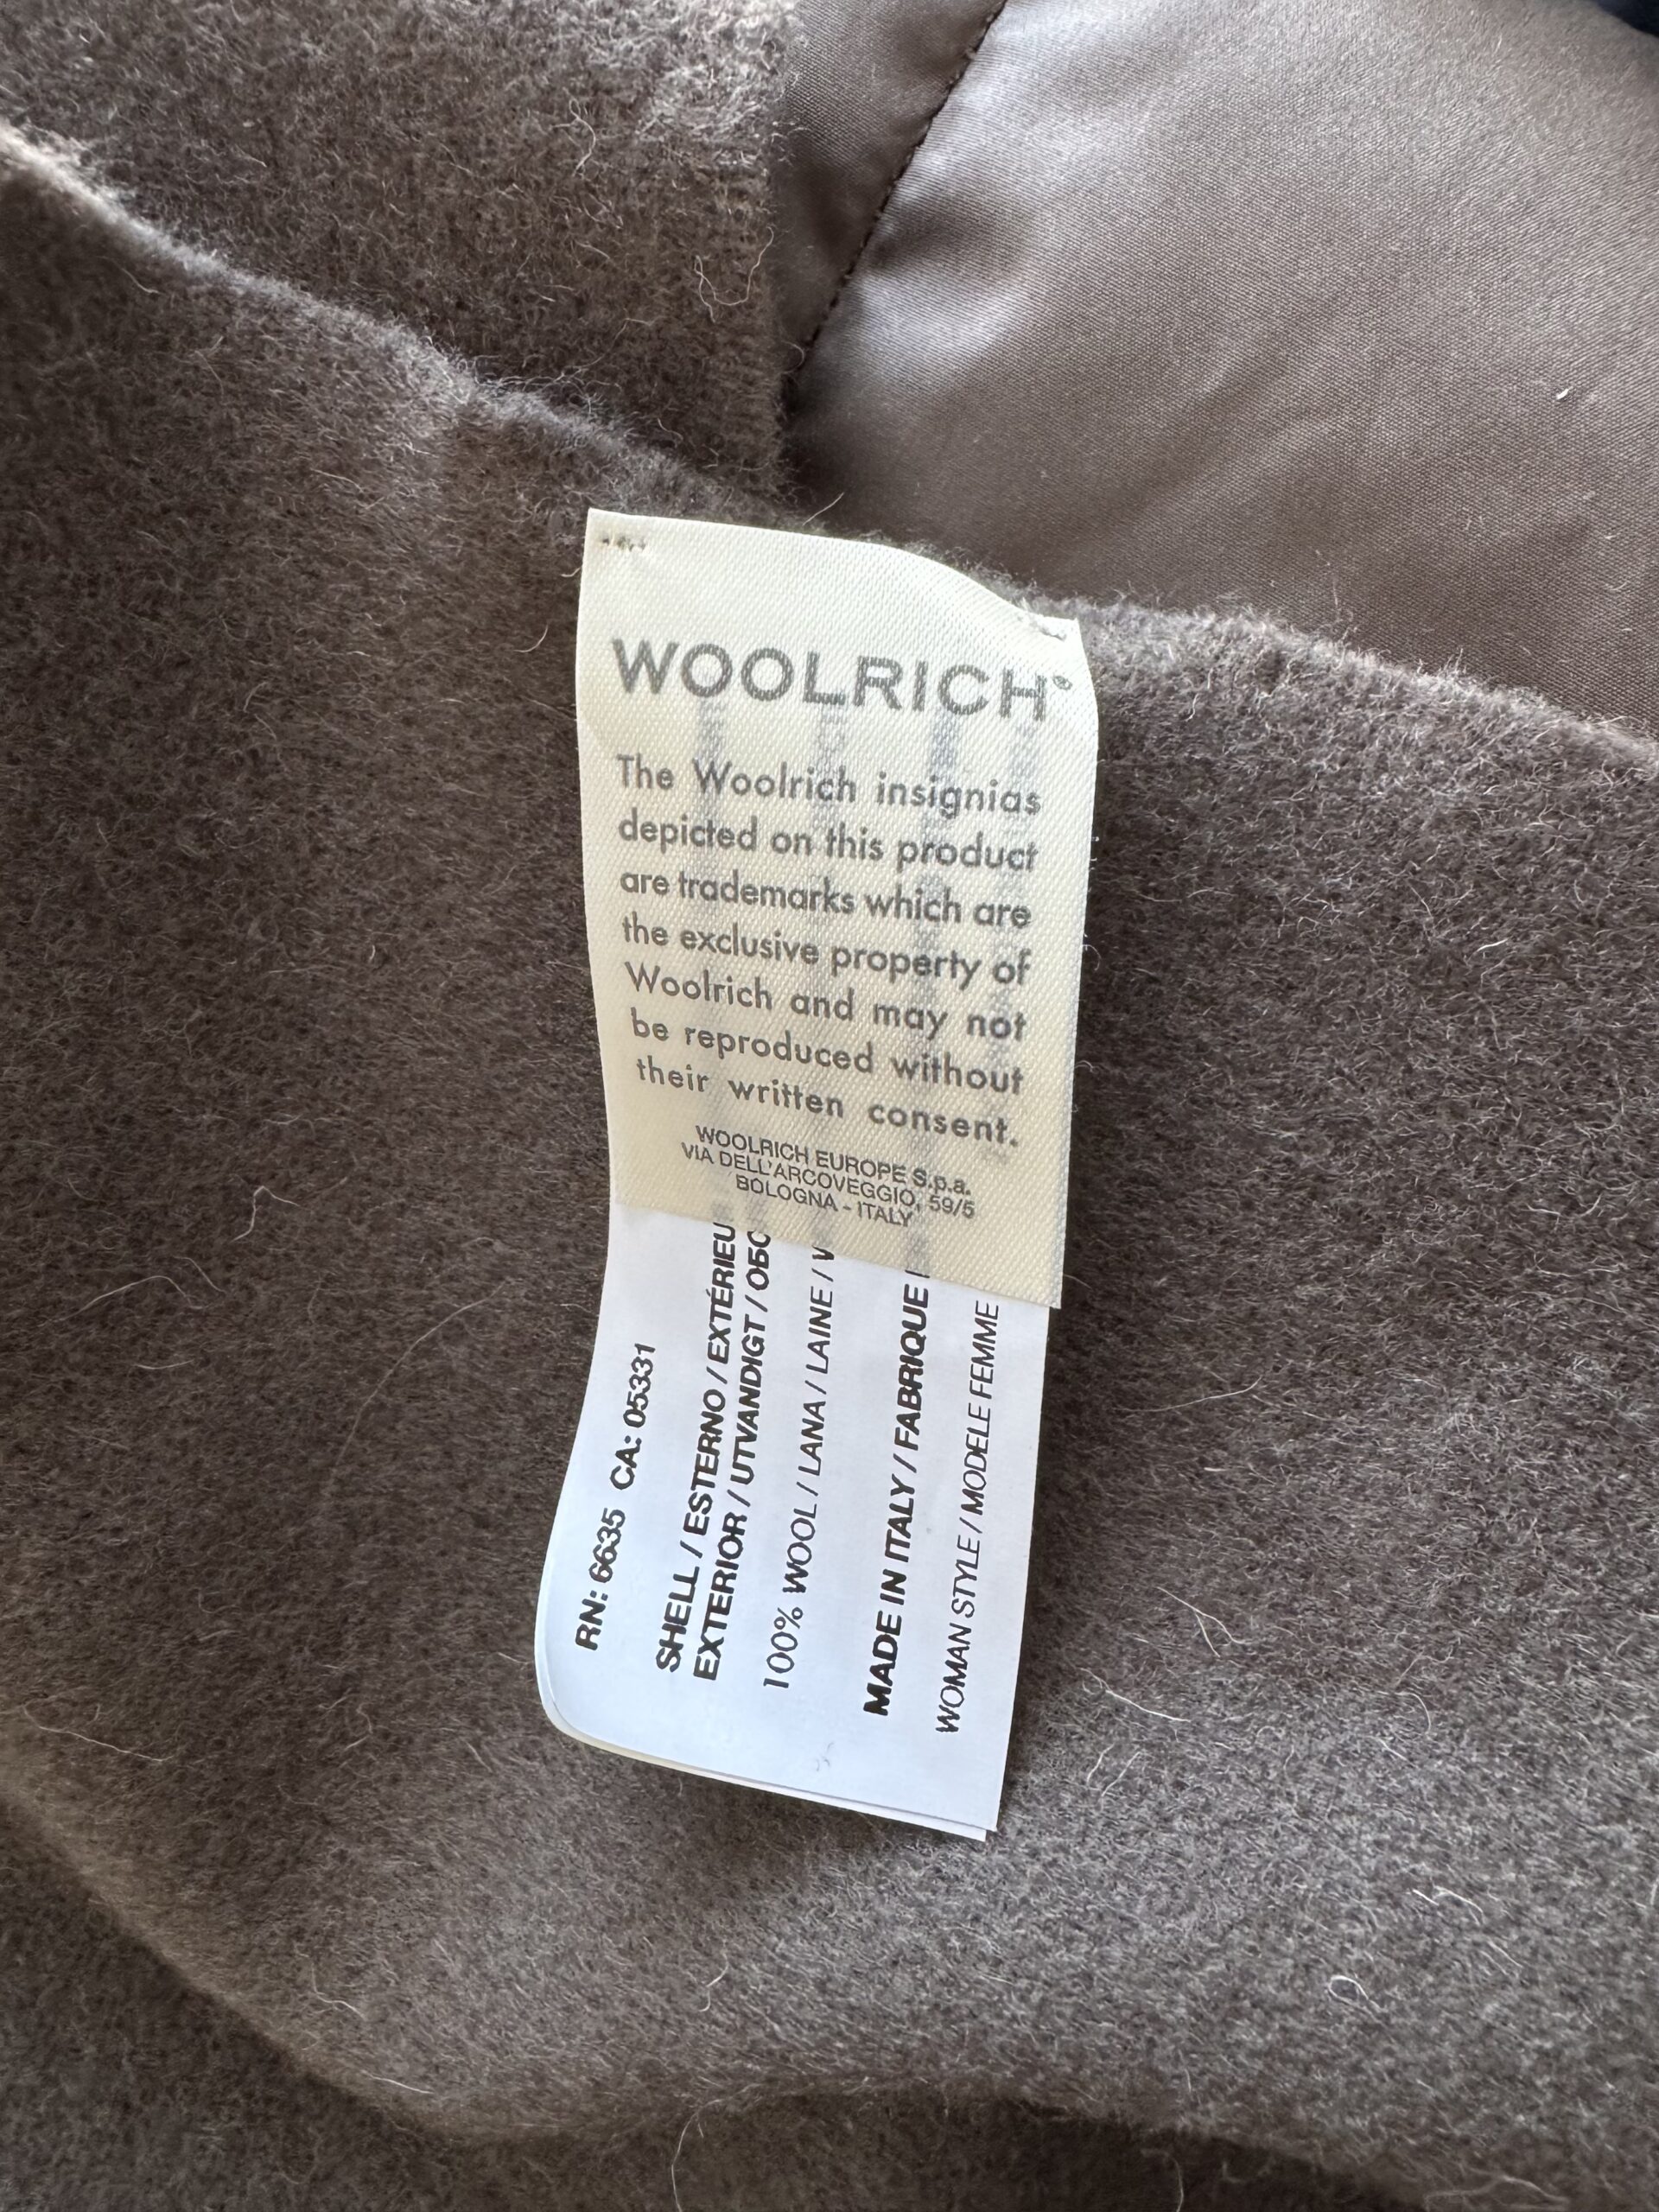 WOOLRICH®
The Woolrich insignias
depicted on this product
are trademarks which are
the exclusive property of
Woolrich and may not
be reproduced without
their written consent.
WOOLRICH EUROPE S.p.a.
VIA DELL'ARCOVEGGIO, 59/5
BOLOGNA - ITALY
RN: 6635 CA: 05331
SHELL / ESTERNO / EXTÉRIEU
EXTERIOR / UTVANDIGT / ОБС
100% WOOL / LANA / LAINE /
MADE IN ITALY / FABRIQUE
WOMAN STYLE / MODELE FEMME